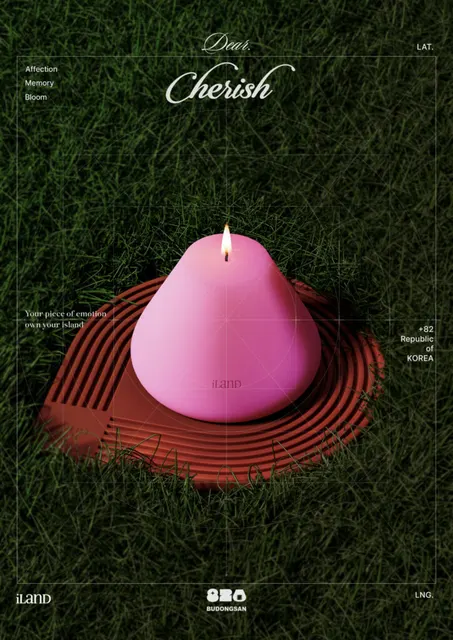 Dear.
Cherish
LAT.
Affection
Memory
Bloom
Your piece of emotion
own your island
+82
Republic
of
KOREA
iLAND
iLAND
BUDONGSAN
LNG.